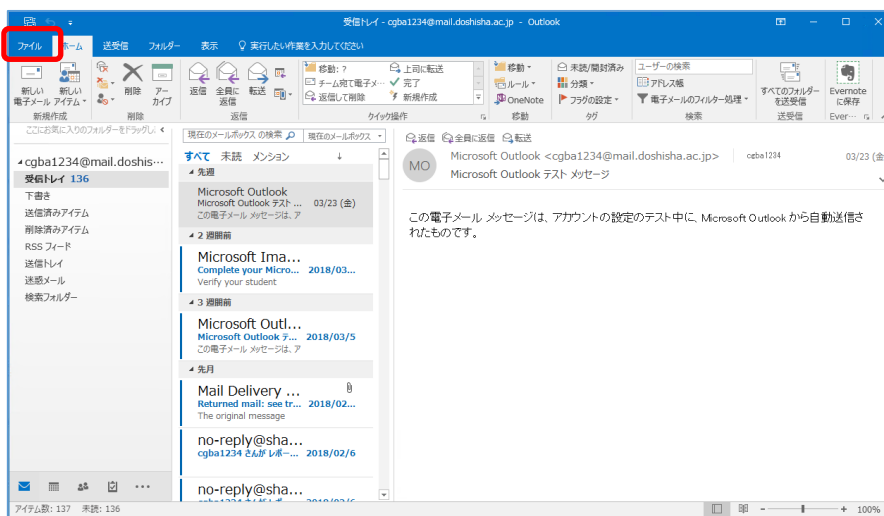 受信トレイ - cgba1234@mail.doshisha.ac.jp - Outlook
ファイル ホーム 送受信 フォルダー 表示 実行したい作業を入力してください
新しい 電子メール
新しい アイテム
新規作成
削除
アー カイブ
削除
返信
全員に 返信
転送
返信
移動: ?
チーム宛て電子メ…
返信して削除
上司に転送
完了
新規作成
クイック操作
移動
ルール
OneNote
移動
未読/開封済み
分類
フラグの設定
タグ
ユーザーの検索
アドレス帳
電子メールのフィルター処理
検索
すべてのフォルダー を送受信
送受信
Evernote に保存
Ever…
ここにお気に入りのフォルダーをドラッグし
cgba1234@mail.doshis…
受信トレイ 136
下書き
送信済みアイテム
削除済みアイテム
RSS フィード
送信トレイ
迷惑メール
検索フォルダー
現在のメールボックス の検索 現在のメールボックス
すべて 未読 メンション ↓
先週
Microsoft Outlook
Microsoft Outlook テスト ... 03/23 (金)
この電子メール メッセージは、ア
2 週間前
Microsoft Ima...
Complete your Micro... 2018/03...
Verify your student
3 週間前
Microsoft Outl...
Microsoft Outlook テ... 2018/03/5
この電子メール メッセージは、ア
先月
Mail Delivery ...
Returned mail: see tr... 2018/02...
The original message
no-reply@sha...
cgba1234 さんが レポー... 2018/02/6
no-reply@sha...
返信 全員に返信 転送
MO
Microsoft Outlook <cgba1234@mail.doshisha.ac.jp> cgba1234 03/23 (金
Microsoft Outlook テスト メッセージ
この電子メール メッセージは、アカウントの設定のテスト中に、Microsoft Outlook から自動送信さ
れたものです。
アイテム数: 137 未読: 136
100%